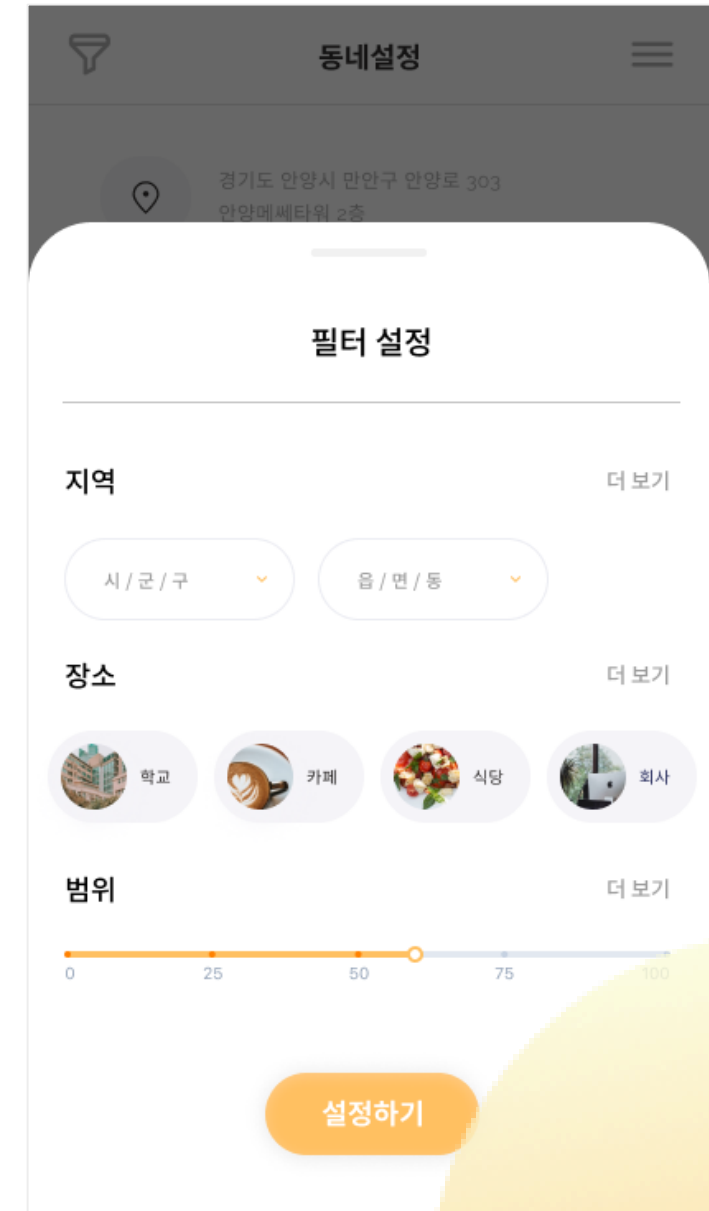 동네설정
경기도 안양시 만안구 안양로 303
안양메쎄타워 2층
필터 설정
지역 더 보기
시 / 군 / 구 읍 / 면 / 동
장소 더 보기
학교 카페 식당 회사
범위 더 보기
0 25 50 75 100
설정하기